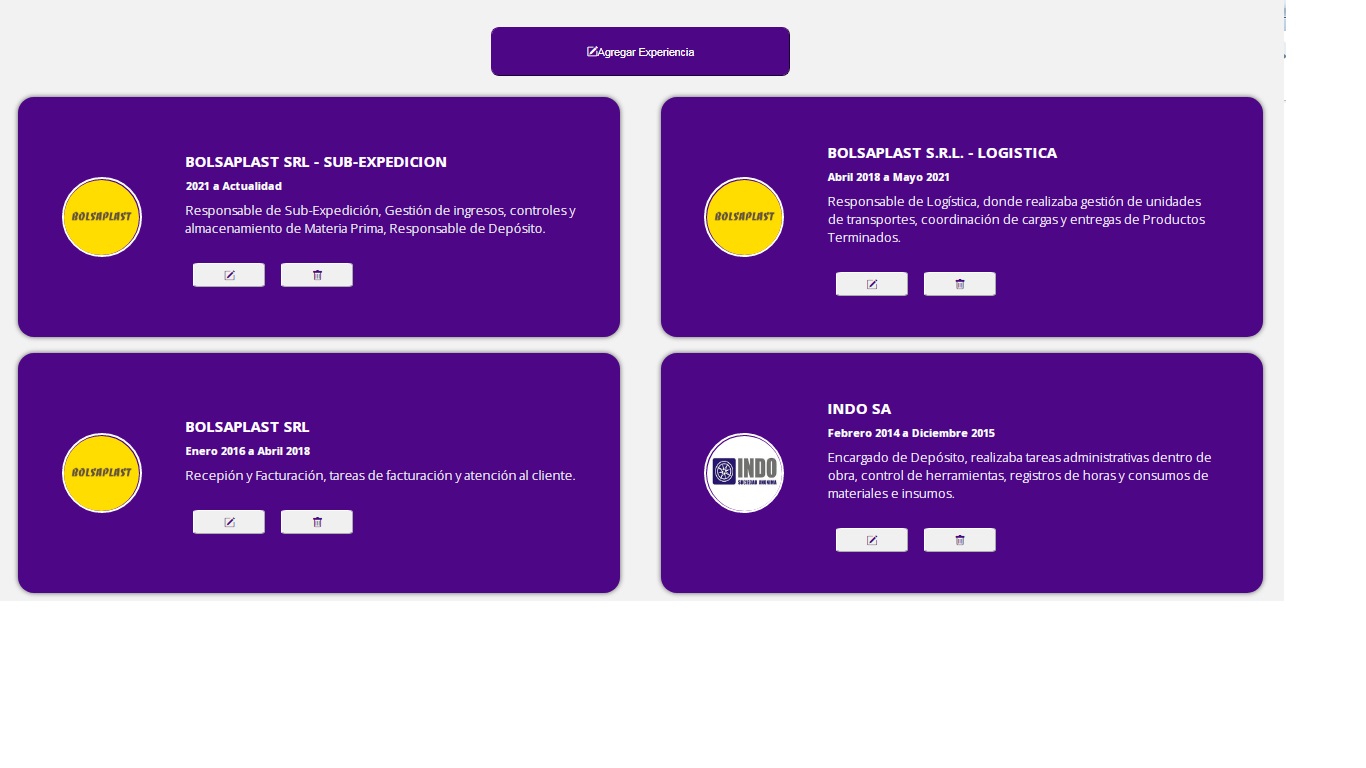 Agregar Experiencia
BOLSAPLAST SRL - SUB-EXPEDICION
2021 a Actualidad
BOLSAPLAST
Responsable de Sub-Expedición, Gestión de ingresos, controles y
almacenamiento de Materia Prima, Responsable de Depósito.
BOLSAPLAST S.R.L. - LOGISTICA
Abril 2018 a Mayo 2021
BOLSAPLAST
Responsable de Logística, donde realizaba gestión de unidades
de transportes, coordinación de cargas y entregas de Productos
Terminados.
BOLSAPLAST SRL
Enero 2016 a Abril 2018
BOLSAPLAST
Recepión y Facturación, tareas de facturación y atención al cliente.
INDO SA
Febrero 2014 a Diciembre 2015
INDO
SOCIEDAD ANONIMA
Encargado de Depósito, realizaba tareas administrativas dentro de
obra, control de herramientas, registros de horas y consumos de
materiales e insumos.